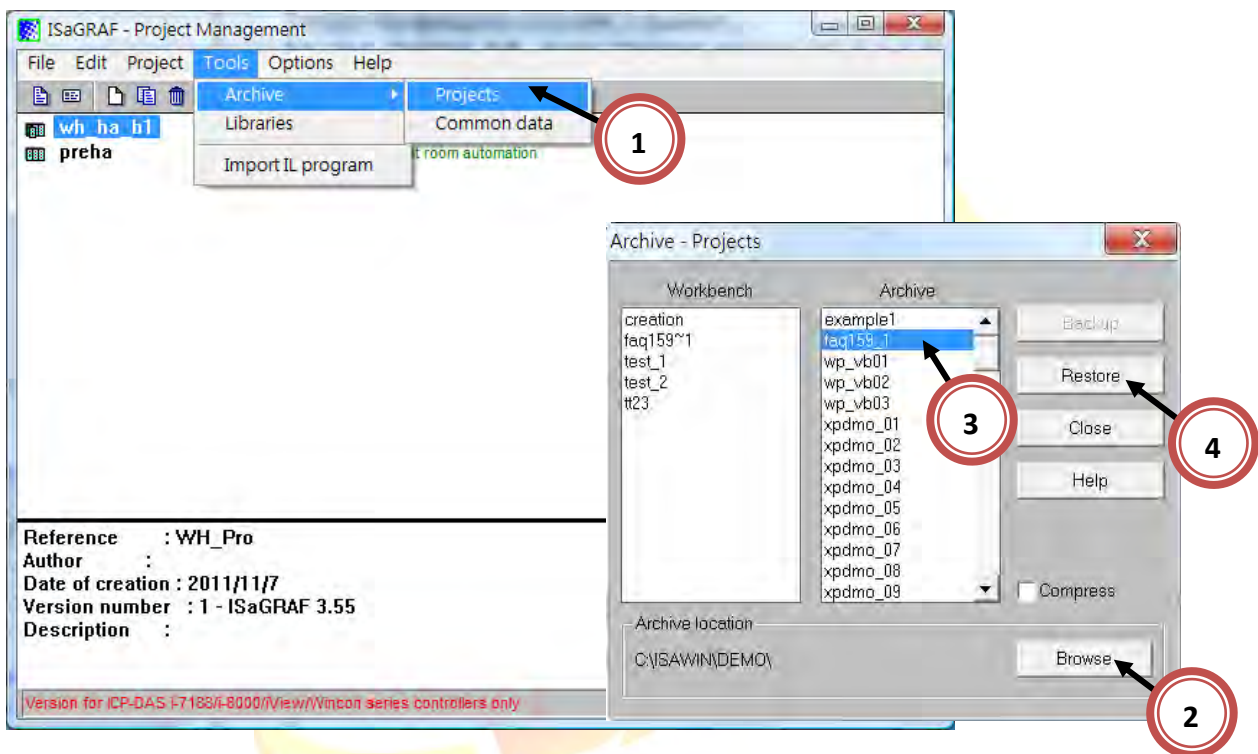 ISaGRAF - Project Management
File Edit Project Tools Options Help
Archive
Projects
wh_ha_b1
Libraries
Common data
1
preha
t room automation
Import IL program
Archive - Projects
Workbench
Archive
creation
faq159~1
test_1
test_2
tt23
example1
faq159_1
wp_vb01
wp_vb02
wp_vb03
xpdmo_01
xpdmo_02
xpdmo_03
xpdmo_04
xpdmo_05
xpdmo_06
xpdmo_07
xpdmo_08
xpdmo_09
Backup
Restore
Close
Help
3
4
Compress
Archive location
C:\ISAWIN\DEMO\
Browse
2
Reference : WH_Pro
Author :
Date of creation : 2011/11/7
Version number : 1 - ISaGRAF 3.55
Description :
Version for ICP-DAS I-7188/i-8000/iView/Wincon series controllers only